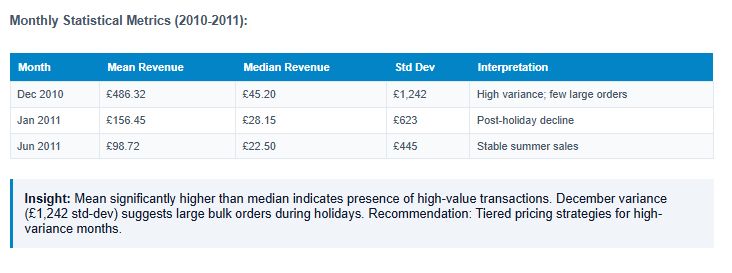 Monthly Statistical Metrics (2010-2011):
Month Mean Revenue Median Revenue Std Dev Interpretation
Dec 2010 £486.32 £45.20 £1,242 High variance; few large orders
Jan 2011 £156.45 £28.15 £623 Post-holiday decline
Jun 2011 £98.72 £22.50 £445 Stable summer sales
Insight: Mean significantly higher than median indicates presence of high-value transactions. December variance
(£1,242 std-dev) suggests large bulk orders during holidays. Recommendation: Tiered pricing strategies for high-
variance months.